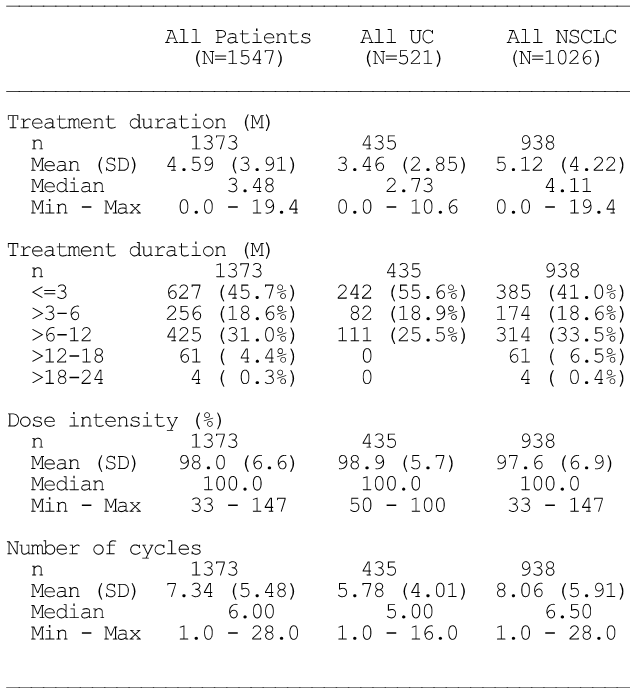 All Patients All UC All NSCLC
(N=1547) (N=521) (N=1026)
Treatment duration (M)
n 1373 435 938
Mean (SD) 4.59 (3.91) 3.46 (2.85) 5.12 (4.22)
Median 3.48 2.73 4.11
Min - Max 0.0 - 19.4 0.0 - 10.6 0.0 - 19.4
Treatment duration (M)
n 1373 435 938
<=3 627 (45.7%) 242 (55.6%) 385 (41.0%)
>3-6 256 (18.6%) 82 (18.9%) 174 (18.6%)
>6-12 425 (31.0%) 111 (25.5%) 314 (33.5%)
>12-18 61 ( 4.4%) 0 61 ( 6.5%)
>18-24 4 ( 0.3%) 0 4 ( 0.4%)
Dose intensity (%)
n 1373 435 938
Mean (SD) 98.0 (6.6) 98.9 (5.7) 97.6 (6.9)
Median 100.0 100.0 100.0
Min - Max 33 - 147 50 - 100 33 - 147
Number of cycles
n 1373 435 938
Mean (SD) 7.34 (5.48) 5.78 (4.01) 8.06 (5.91)
Median 6.00 5.00 6.50
Min - Max 1.0 - 28.0 1.0 - 16.0 1.0 - 28.0